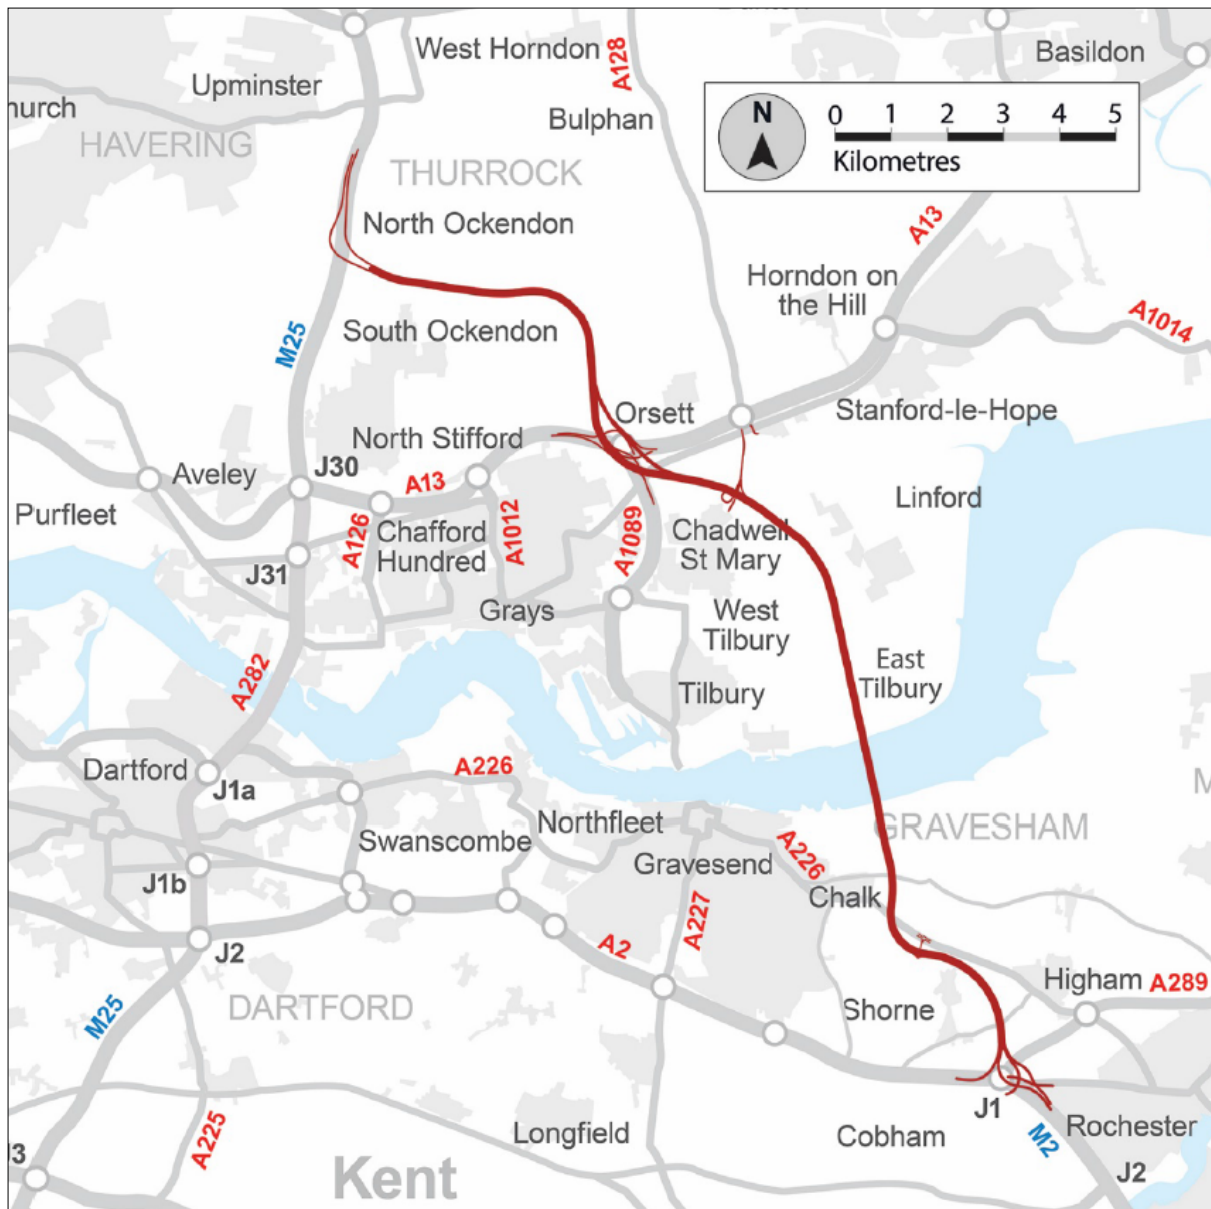 West Horndon
A128
Basildon
Upminster
hurch
Bulphan
HAVERING
THURROCK
N
0 1 2 3 4 5
Kilometres
North Ockendon
A13
Horndon on
the Hill
A1014
M25
South Ockendon
Orsett
Stanford-le-Hope
North Stifford
J30
Aveley
A13
Purfleet
Linford
A126
Chafford
Hundred
A1012
A1089
Chadwell
St Mary
J31
Grays
West
Tilbury
East
Tilbury
A282
Tilbury
Dartford
J1a
A226
M
Swanscombe
Northfleet
GRAVESHAM
Gravesend
A226
J1b
Chalk
A227
J2
A2
Higham
A289
M25
DARTFORD
Shorne
J1
A225
Longfield
Cobham
M2
Rochester
J3
Kent
J2